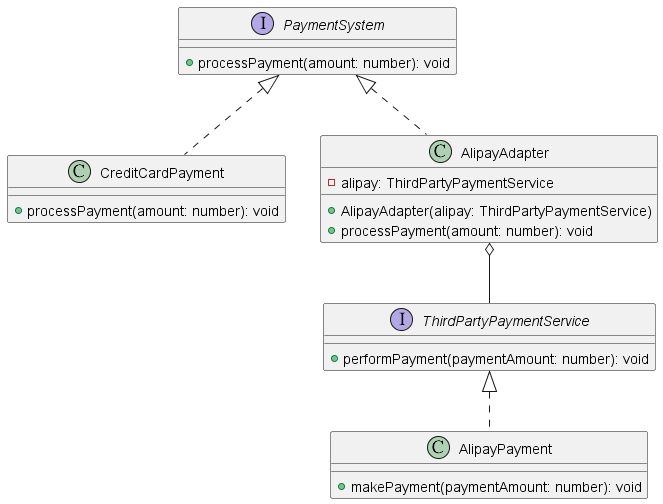 I PaymentSystem
processPayment(amount: number): void
C CreditCardPayment
processPayment(amount: number): void
C AlipayAdapter
alipay: ThirdPartyPaymentService
AlipayAdapter(alipay: ThirdPartyPaymentService)
processPayment(amount: number): void
I ThirdPartyPaymentService
performPayment(paymentAmount: number): void
C AlipayPayment
makePayment(paymentAmount: number): void